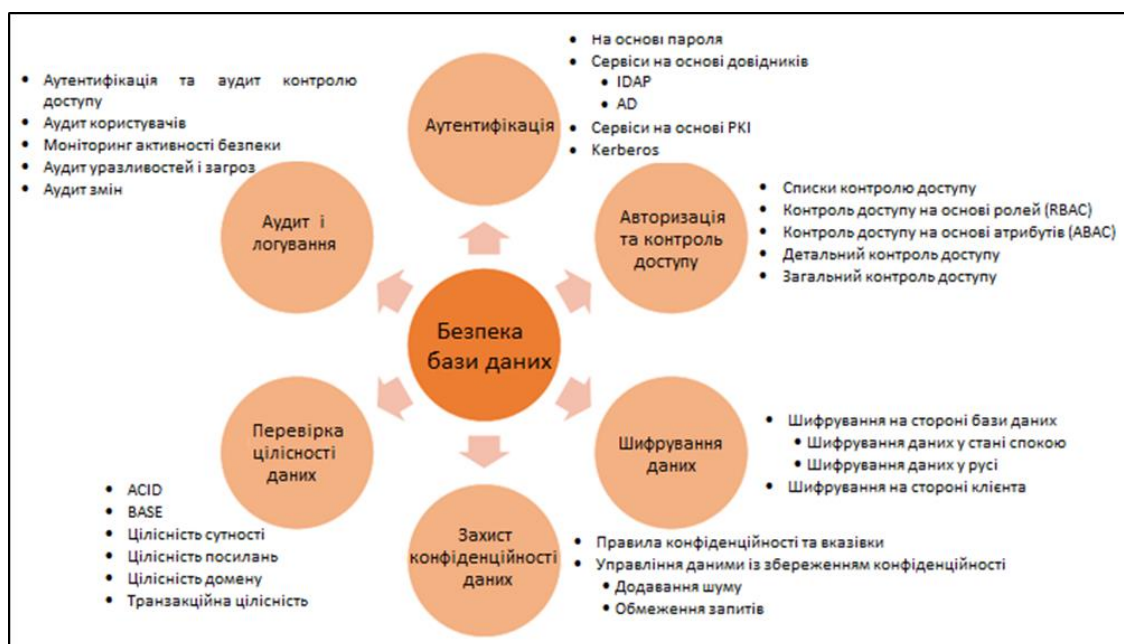 На основі пароля
Сервіси на основі довідників
IDAP
AD
Сервіси на основі PKI
Kerberos
Аутентифікація
Аутентифікація та аудит контролю
доступу
Аудит користувачів
Моніторинг активності безпеки
Аудит уразливостей і загроз
Аудит змін
Аудит і
логування
Авторизація
та контроль
доступу
Списки контролю доступу
Контроль доступу на основі ролей (RBAC)
Контроль доступу на основі атрибутів (ABAC)
Детальний контроль доступу
Загальний контроль доступу
Безпека
бази даних
Перевірка
цілісності
даних
ACID
BASE
Цілісність сутності
Цілісність посилань
Цілісність домену
Транзакційна цілісність
Шифрування
даних
Шифрування на стороні бази даних
Шифрування даних у стані спокою
Шифрування даних у русі
Шифрування на стороні клієнта
Захист
конфіденційності
даних
Правила конфіденційності та вказівки
Управління даними із збереженням конфіденційності
Додавання шуму
Обмеження запитів